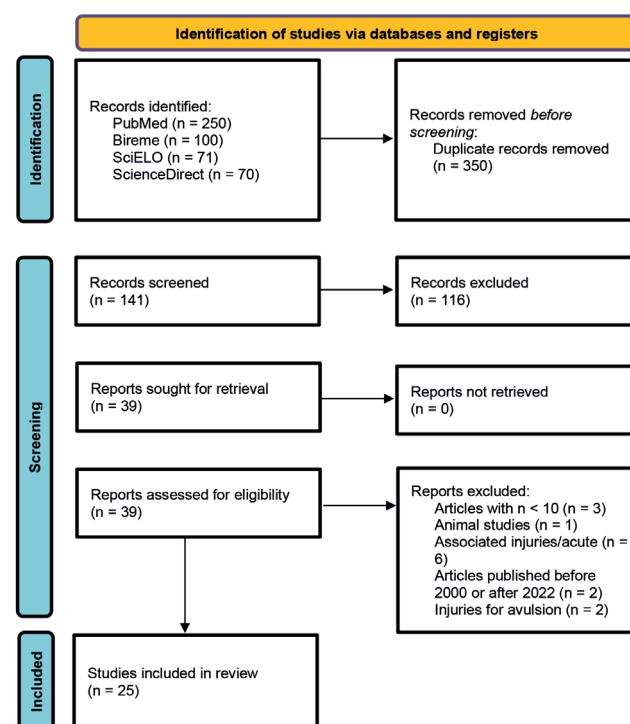 Identification of studies via databases and registers
Identification
Records identified:
PubMed (n = 250)
Bireme (n = 100)
SciELO (n = 71)
ScienceDirect (n = 70)
Records removed before
screening:
Duplicate records removed
(n = 350)
Screening
Records screened
(n = 141)
Records excluded
(n = 116)
Reports sought for retrieval
(n = 39)
Reports not retrieved
(n = 0)
Reports assessed for eligibility
(n = 39)
Reports excluded:
Articles with n < 10 (n = 3)
Animal studies (n = 1)
Associated injuries/acute (n =
6)
Articles published before
2000 or after 2022 (n = 2)
Injuries for avulsion (n = 2)
Included
Studies included in review
(n = 25)